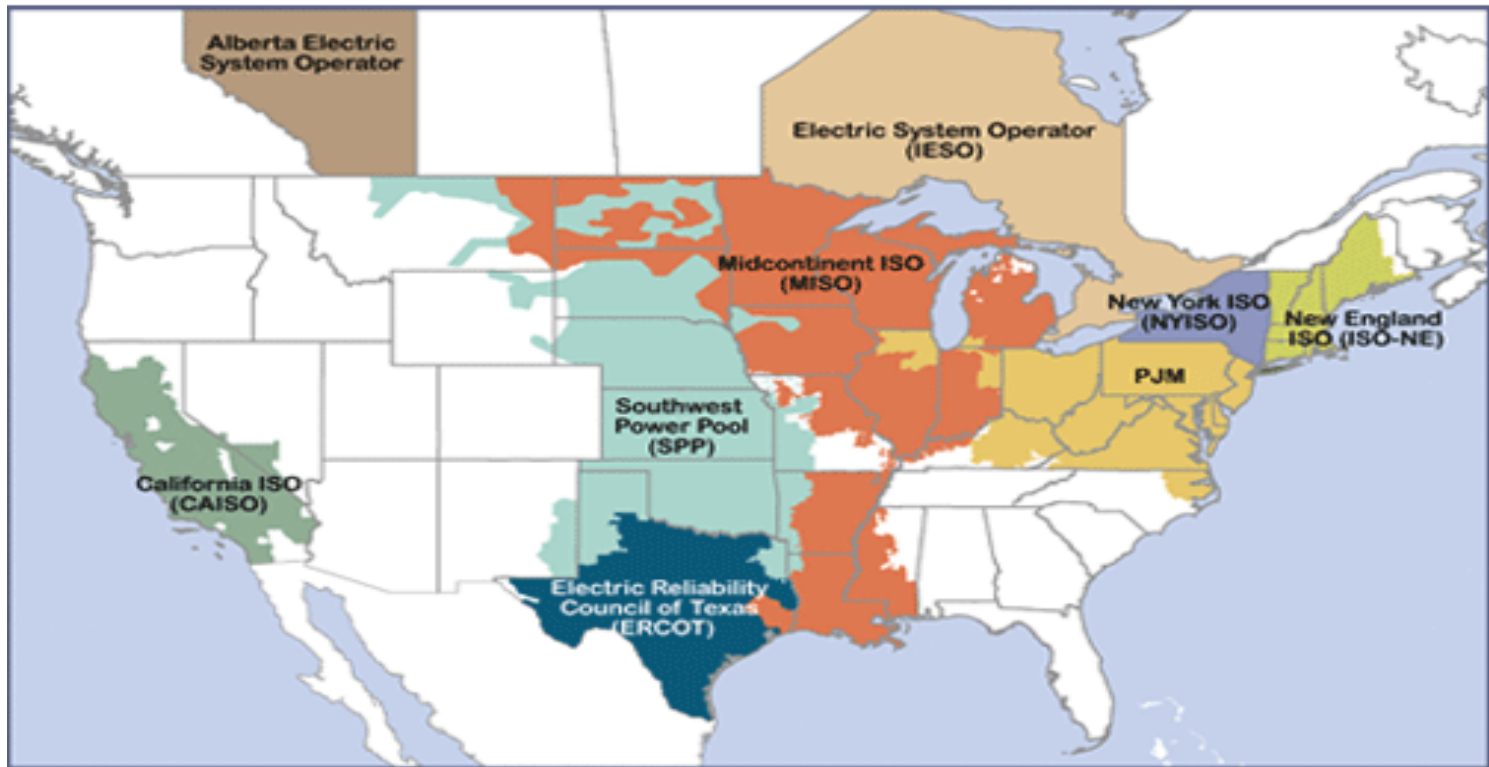 Alberta Electric
System Operator
Electric System Operator
(IESO)
Midcontinent ISO
(MISO)
New York ISO
(NYISO)
New England
ISO (ISO-NE)
PJM
Southwest
Power Pool
(SPP)
California ISO
(CAISO)
Electric Reliability
Council of Texas
(ERCOT)